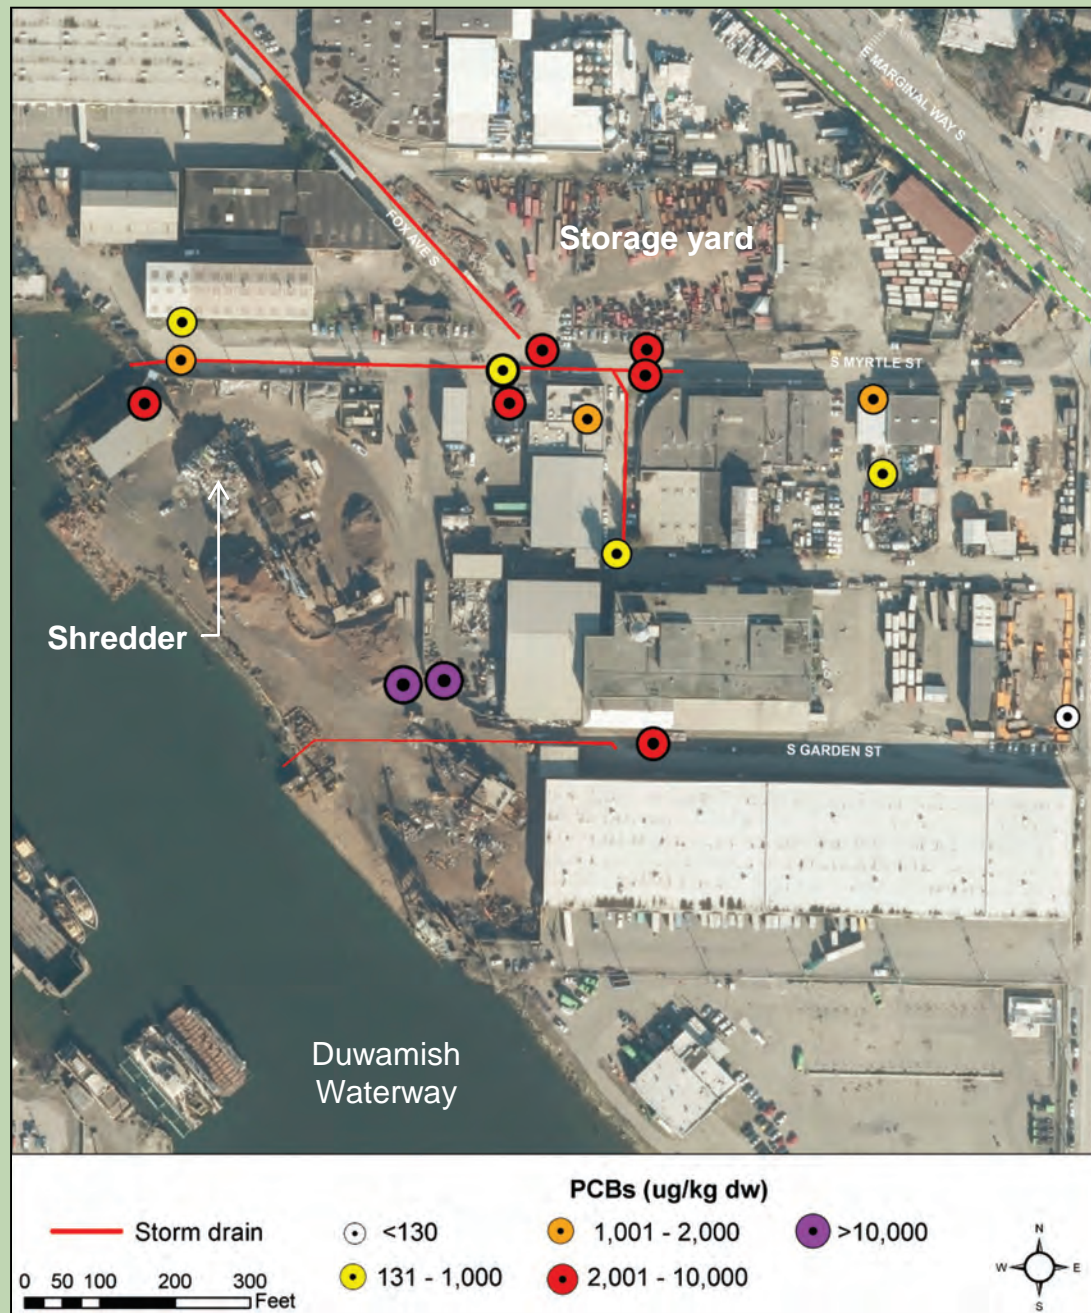 E MARGINAL WAY S
FOX AVE S
Storage yard
S MYRTLE ST
Shredder
S GARDEN ST
Duwamish
Waterway
PCBs (ug/kg dw)
Storm drain
<130
1,001 - 2,000
>10,000
131 - 1,000
2,001 - 10,000
0 50 100 200 300
Feet
N
W E
S